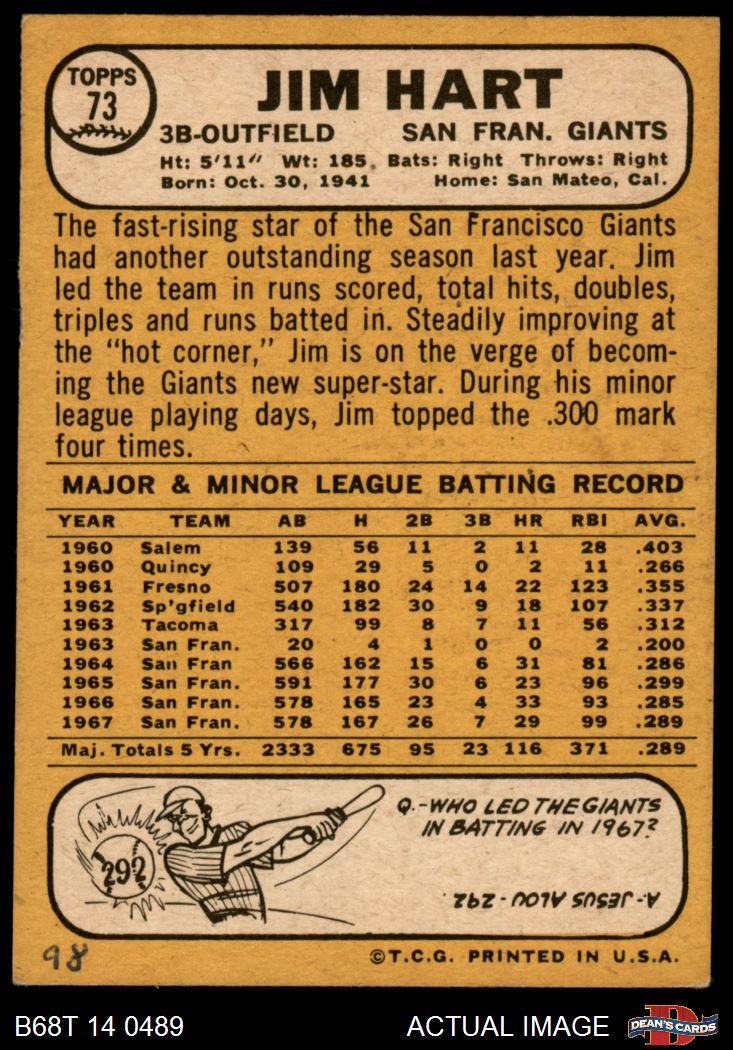 TOPPS
73
JIM HART
3B-OUTFIELD SAN FRAN. GIANTS
Ht: 5'11" Wt: 185 Bats: Right Throws: Right
Born: Oct. 30, 1941 Home: San Mateo, Cal.
The fast-rising star of the San Francisco Giants
had another outstanding season last year. Jim
led the team in runs scored, total hits, doubles,
triples and runs batted in. Steadily improving at
the "hot corner," Jim is on the verge of becom-
ing the Giants new super-star. During his minor
league playing days, Jim topped the .300 mark
four times.
MAJOR & MINOR LEAGUE BATTING RECORD
YEAR TEAM AB H 2B 3B HR RBI AVG.
1960 Salem 139 56 11 2 11 28 .403
1960 Quincy 109 29 5 0 2 11 .266
1961 Fresno 507 180 24 14 22 123 .355
1962 Sp'gfield 540 182 30 9 18 107 .337
1963 Tacoma 317 99 8 7 11 56 .312
1963 San Fran. 20 4 1 0 0 2 .200
1964 San Fran. 566 162 15 6 31 81 .286
1965 San Fran. 591 177 30 6 23 96 .299
1966 San Fran. 578 165 23 4 33 93 .285
1967 San Fran. 578 167 26 7 29 99 .289
Maj. Totals 5 Yrs. 2333 675 95 23 116 371 .289
292
Q.-WHO LED THE GIANTS
IN BATTING IN 1967?
A- JESUS ALOU - 292
98
©T.C.G. PRINTED IN U.S.A.
B68T 14 0489 ACTUAL IMAGE D DEAN'S CARDS